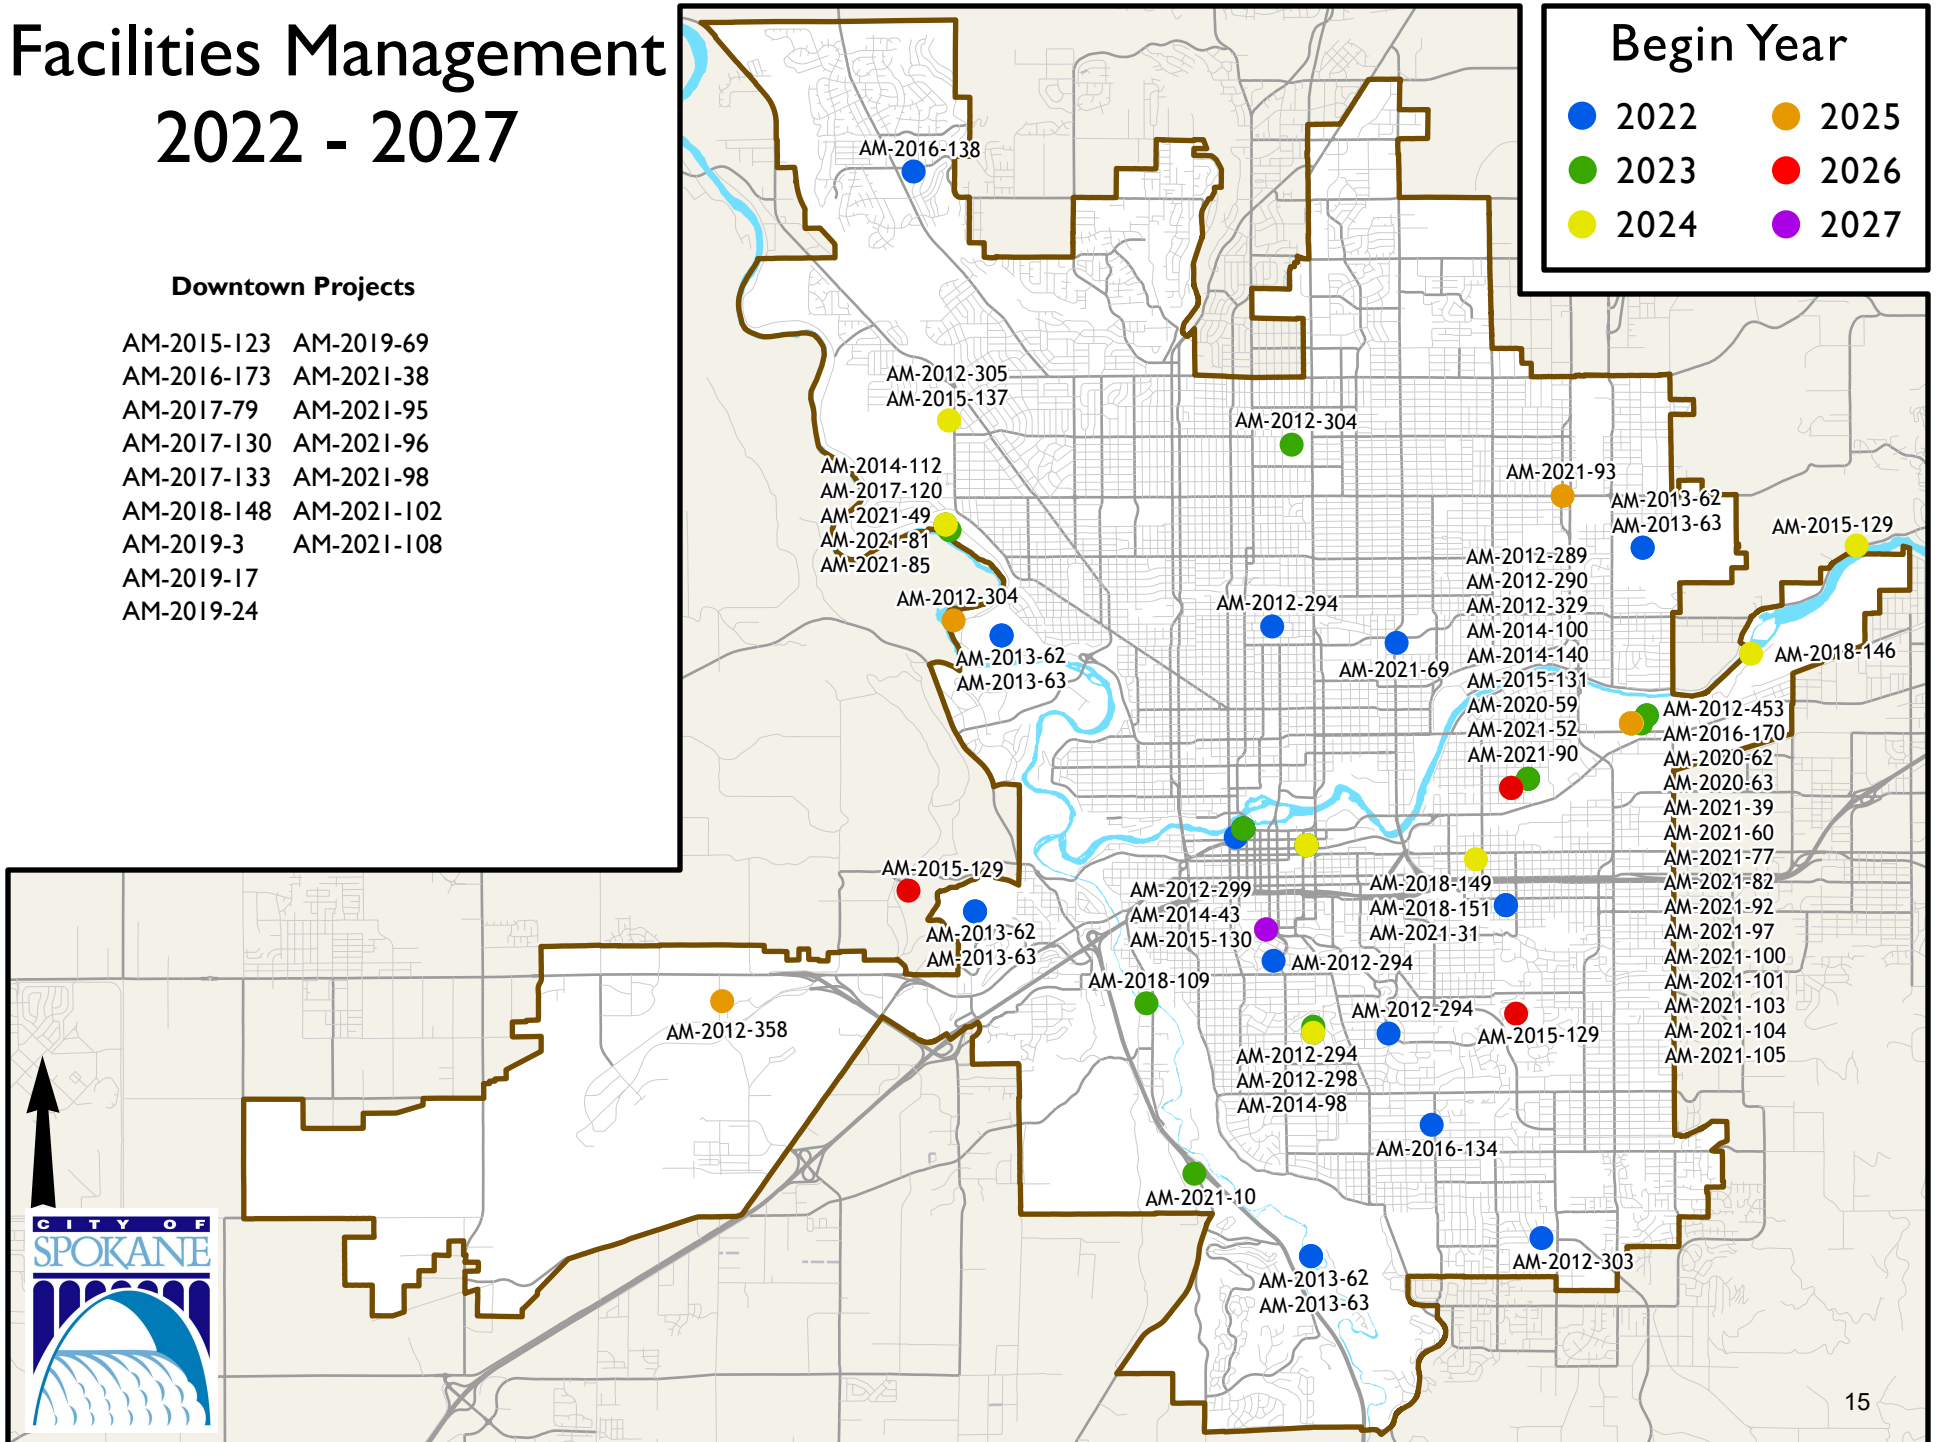 Facilities Management
2022 - 2027
Begin Year
2022
2025
2023
2026
2024
2027
Downtown Projects
AM-2015-123 AM-2019-69
AM-2016-173 AM-2021-38
AM-2017-79 AM-2021-95
AM-2017-130 AM-2021-96
AM-2017-133 AM-2021-98
AM-2018-148 AM-2021-102
AM-2019-3 AM-2021-108
AM-2019-17
AM-2019-24
AM-2016-138
AM-2012-305
AM-2015-137
AM-2012-304
AM-2014-112
AM-2017-120
AM-2021-49
AM-2021-81
AM-2021-85
AM-2021-93
AM-2013-62
AM-2013-63
AM-2015-129
AM-2012-304
AM-2013-62
AM-2013-63
AM-2012-294
AM-2021-69
AM-2012-289
AM-2012-290
AM-2012-329
AM-2014-100
AM-2014-140
AM-2015-131
AM-2020-59
AM-2021-52
AM-2021-90
AM-2018-146
AM-2012-453
AM-2016-170
AM-2020-62
AM-2020-63
AM-2021-39
AM-2021-60
AM-2021-77
AM-2021-82
AM-2021-92
AM-2021-97
AM-2021-100
AM-2021-101
AM-2021-103
AM-2021-104
AM-2021-105
AM-2015-129
AM-2013-62
AM-2013-63
AM-2012-299
AM-2014-43
AM-2015-130
AM-2018-149
AM-2018-151
AM-2021-31
AM-2012-294
AM-2018-109
AM-2012-358
AM-2012-294
AM-2015-129
AM-2012-294
AM-2012-298
AM-2014-98
AM-2016-134
AM-2021-10
AM-2012-303
AM-2013-62
AM-2013-63
CITY OF
SPOKANE
15